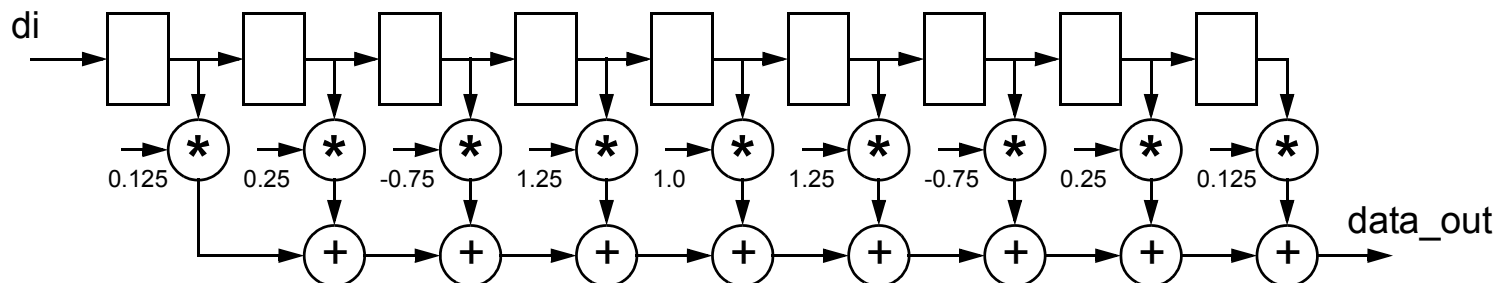 di
* * * * * * * * *
0.125 0.25 -0.75 1.25 1.0 1.25 -0.75 0.25 0.125
data_out
+ + + + + + + +